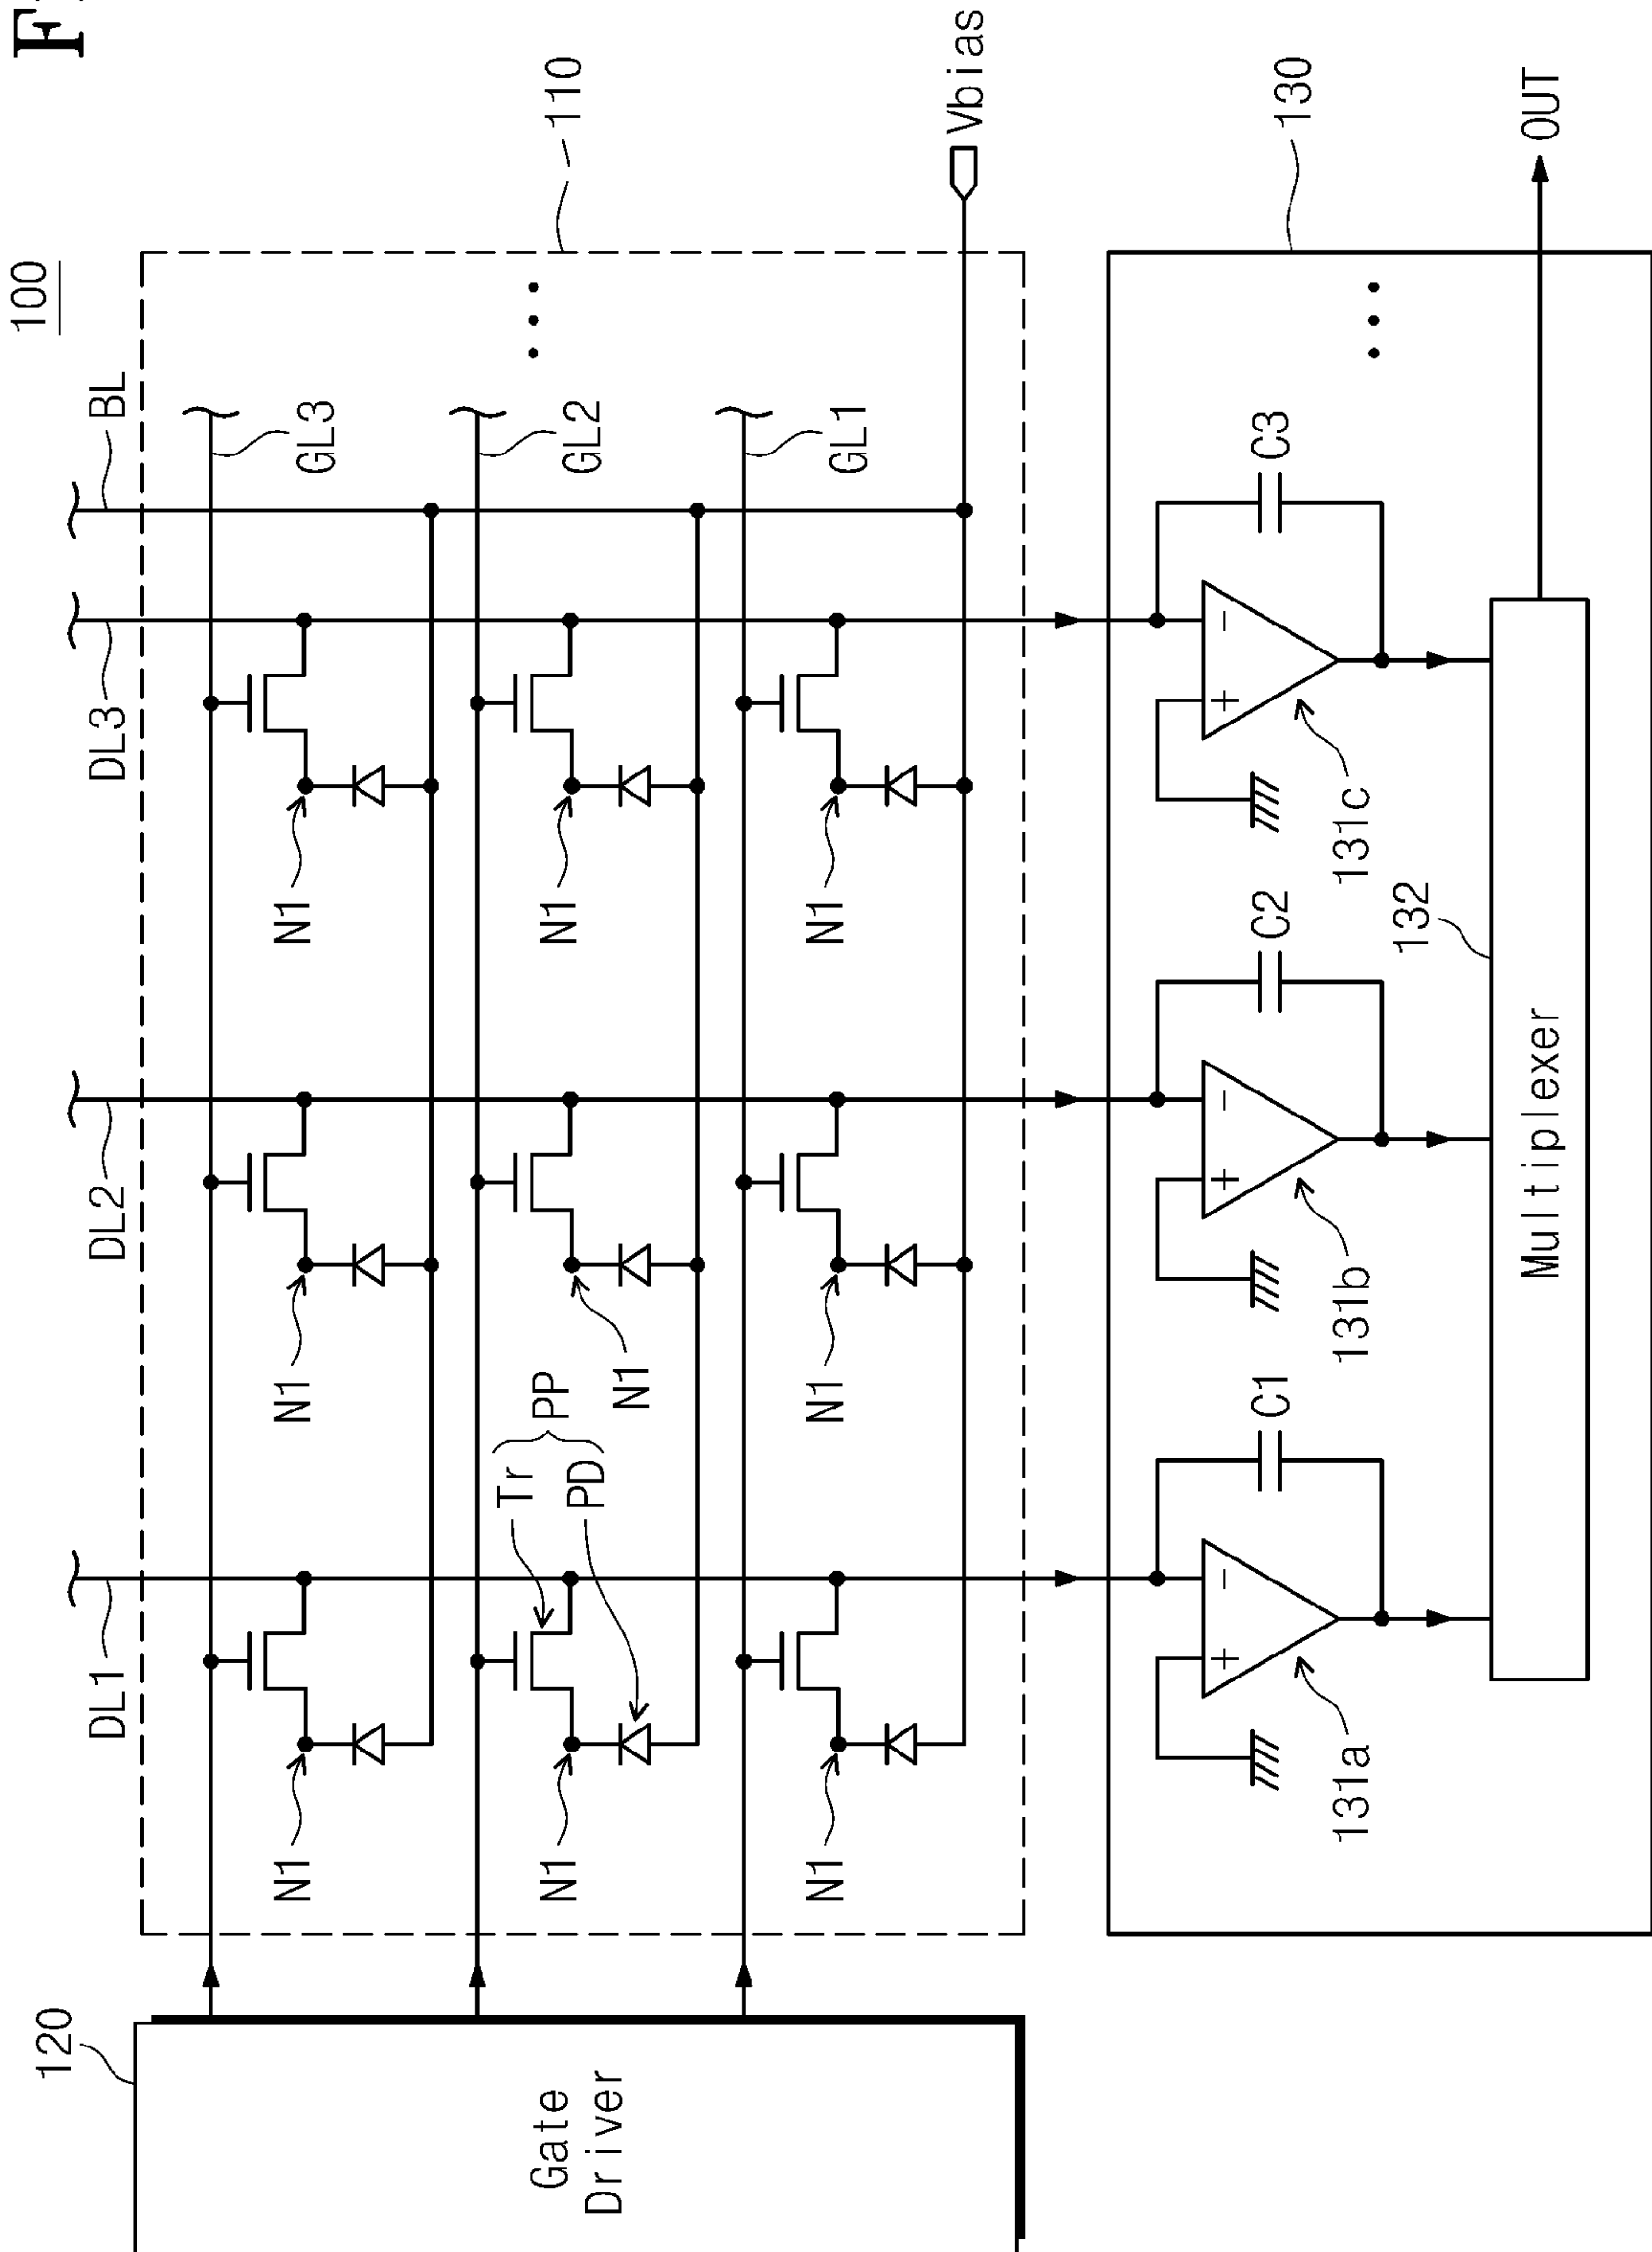 F
100
120
Gate
Driver
DL1
DL2
DL3
BL
110
GL3
GL2
GL1
N1
N1
N1
N1
N1
N1
N1
N1
N1
Tr
PD
PP
Vbias
130
131a
C1
131b
C2
131c
C3
132
Multiplexer
OUT
+
-
+
-
+
-